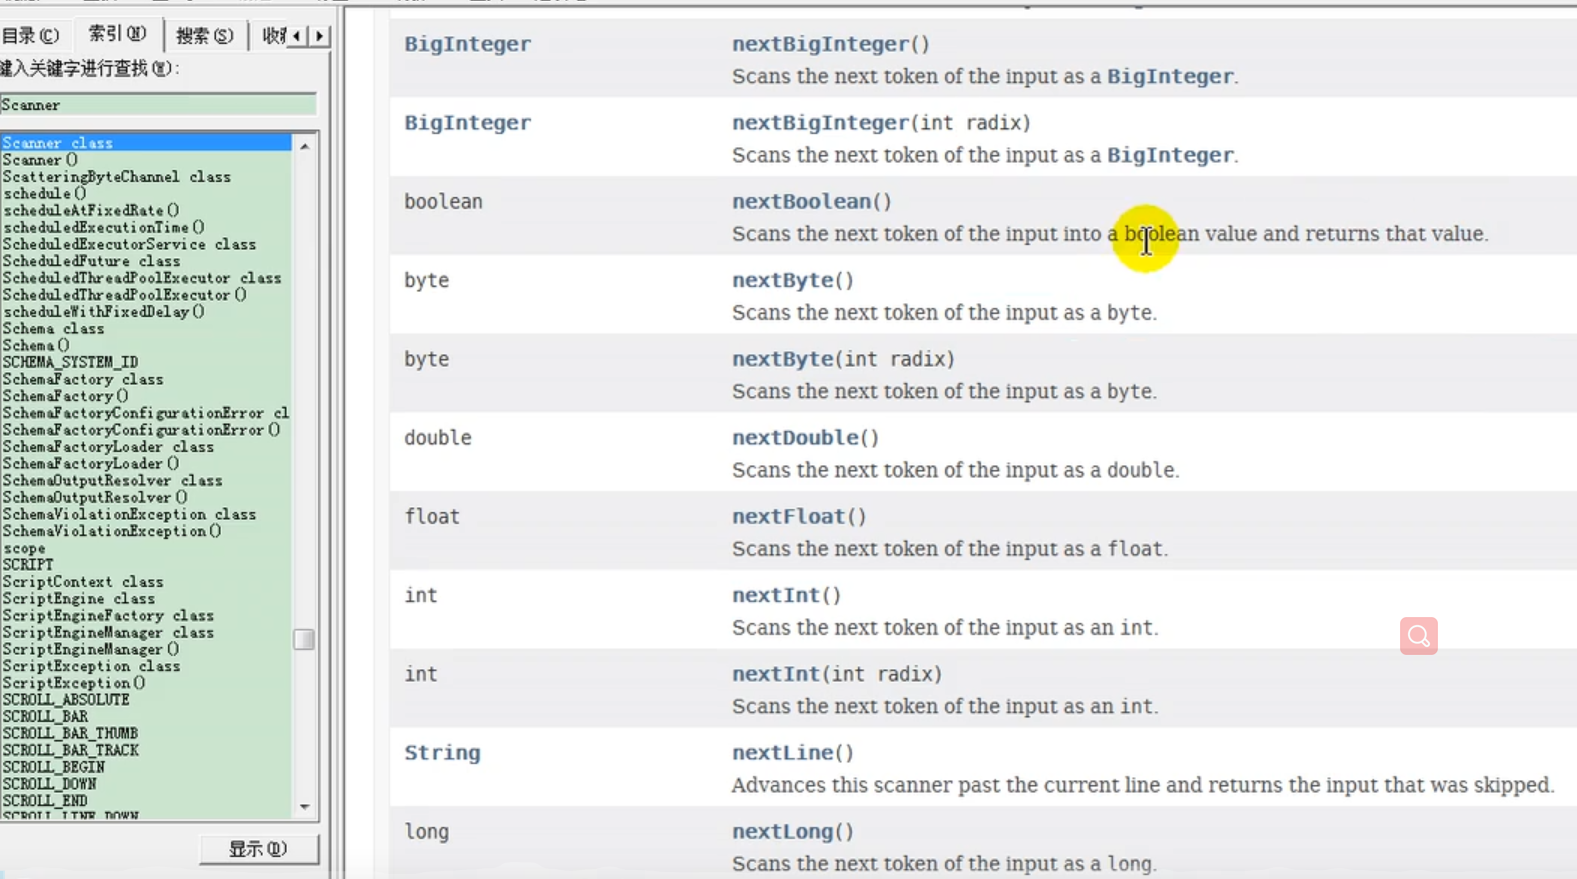 目录(C)
索引(N)
搜索(S)
键入关键字进行查找(W):
Scanner
Scanner class
Scanner()
ScatteringByteChannel class
schedule()
scheduleAtFixedRate()
scheduledExecutionTime()
ScheduledExecutorService class
ScheduledFuture class
ScheduledThreadPoolExecutor class
ScheduledThreadPoolExecutor()
scheduleWithFixedDelay()
Schema class
Schema()
SCHEMA_SYSTEM_ID
SchemaFactory class
SchemaFactory()
SchemaFactoryConfigurationError cl
SchemaFactoryConfigurationError()
SchemaFactoryLoader class
SchemaFactoryLoader()
SchemaOutputResolver class
SchemaOutputResolver()
SchemaViolationException class
SchemaViolationException()
scope
SCRIPT
ScriptContext class
ScriptEngine class
ScriptEngineFactory class
ScriptEngineManager class
ScriptEngineManager()
ScriptException class
ScriptException()
SCROLL_ABSOLUTE
SCROLL_BAR
SCROLL_BAR_THUMB
SCROLL_BAR_TRACK
SCROLL_BEGIN
SCROLL_DOWN
SCROLL_END
SCROLL_LINE_DOWN
显示(D)
BigInteger nextBigInteger()
Scans the next token of the input as a BigInteger.
BigInteger nextBigInteger(int radix)
Scans the next token of the input as a BigInteger.
boolean nextBoolean()
Scans the next token of the input into a boolean value and returns that value.
byte nextByte()
Scans the next token of the input as a byte.
byte nextByte(int radix)
Scans the next token of the input as a byte.
double nextDouble()
Scans the next token of the input as a double.
float nextFloat()
Scans the next token of the input as a float.
int nextInt()
Scans the next token of the input as an int.
int nextInt(int radix)
Scans the next token of the input as an int.
String nextLine()
Advances this scanner past the current line and returns the input that was skipped.
long nextLong()
Scans the next token of the input as a long.